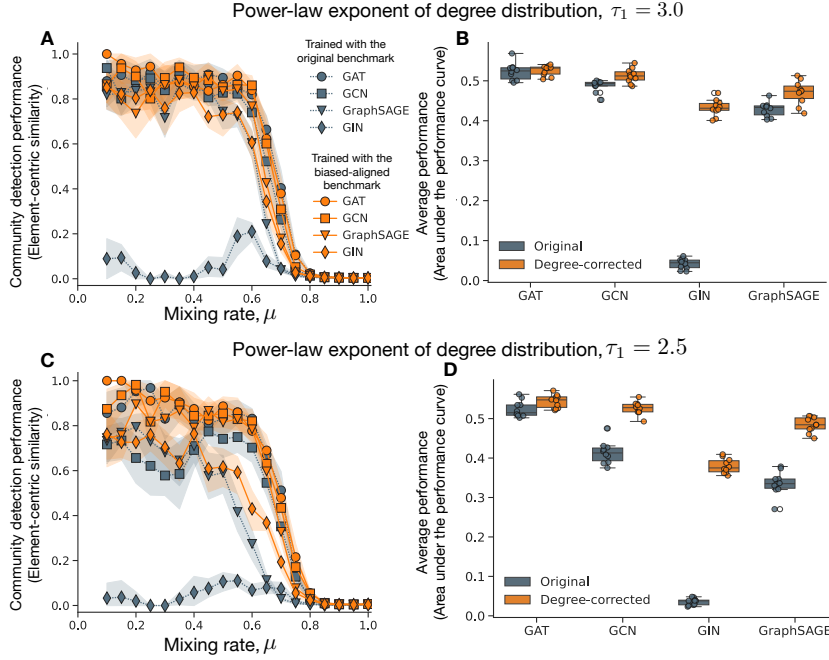 Power-law exponent of degree distribution, τ₁ = 3.0
A
Community detection performance
(Element-centric similarity)
1.0
0.8
0.6
0.4
0.2
0.0
0.0 0.2 0.4 0.6 0.8 1.0
Mixing rate, μ
Trained with the
original benchmark
GAT
GCN
GraphSAGE
GIN
Trained with the
biased-aligned
benchmark
GAT
GCN
GraphSAGE
GIN
B
Average performance
(Area under the performance curve)
0.5
0.4
0.3
0.2
0.1
0.0
Original
Degree-corrected
GAT GCN GIN GraphSAGE
Power-law exponent of degree distribution, τ₁ = 2.5
C
Community detection performance
(Element-centric similarity)
1.0
0.8
0.6
0.4
0.2
0.0
0.0 0.2 0.4 0.6 0.8 1.0
Mixing rate, μ
D
Average performance
(Area under the performance curve)
0.5
0.4
0.3
0.2
0.1
0.0
Original
Degree-corrected
GAT GCN GIN GraphSAGE